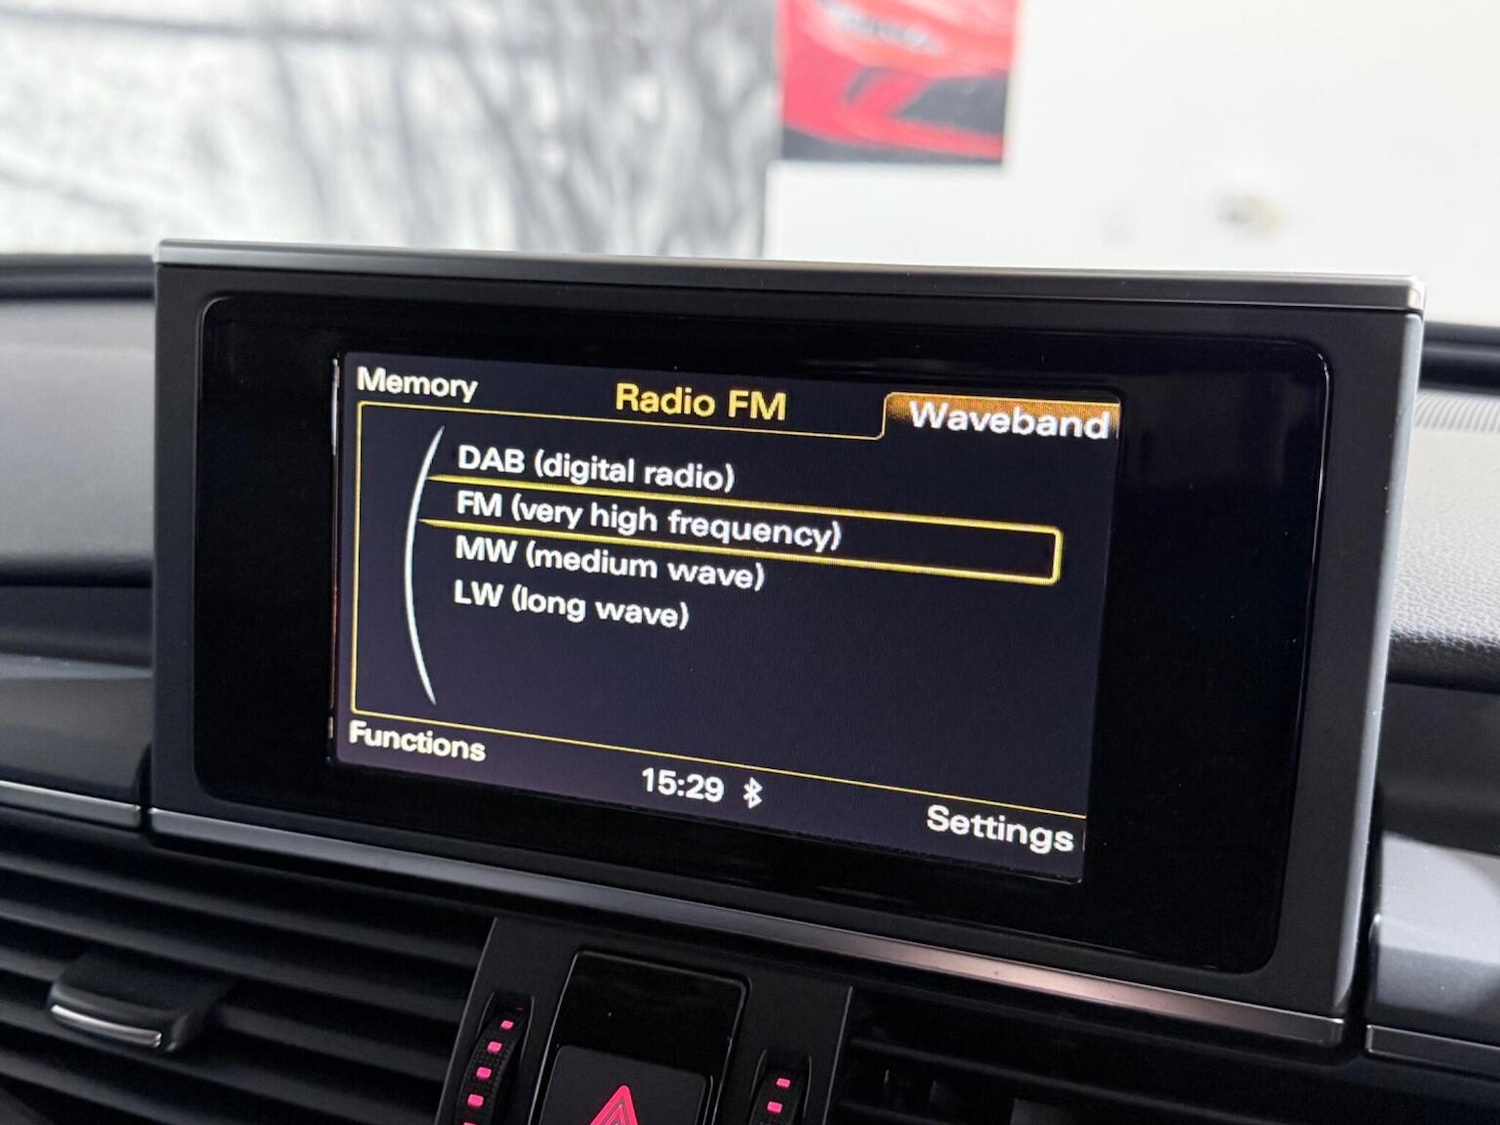 Memory
Radio FM
Waveband
DAB (digital radio)
FM (very high frequency)
MW (medium wave)
LW (long wave)
Functions
15:29
Settings